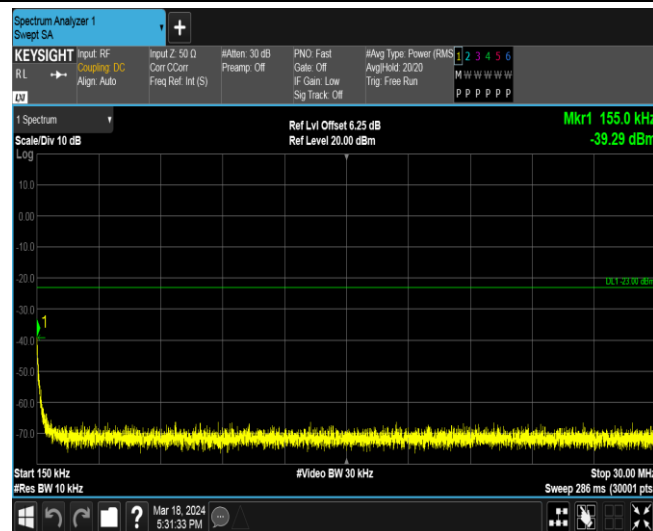 Spectrum Analyzer 1
Swept SA
+
KEYSIGHT Input: RF Input Z: 50 Ω #Atten: 30 dB PNO: Fast #Avg Type: Power (RMS 1 2 3 4 5 6
RL Coupling: DC Corr CCorr Preamp: Off Gate: Off Avg|Hold: 20/20 M W W W W W
Align: Auto Freq Ref: Int (S) IF Gain: Low Trig: Free Run
Sig Track: Off P P P P P P
LXI
1 Spectrum
Ref Lvl Offset 6.25 dB Mkr1 155.0 kHz
Scale/Div 10 dB Ref Level 20.00 dBm -39.29 dBm
Log
10.0
0.00
-10.0
-20.0
DL1 -23.00 dBm
-30.0
1
-40.0
-50.0
-60.0
-70.0
Start 150 kHz #Video BW 30 kHz Stop 30.00 MHz
#Res BW 10 kHz Sweep 286 ms (30001 pts
? Mar 18, 2024
5:31:33 PM